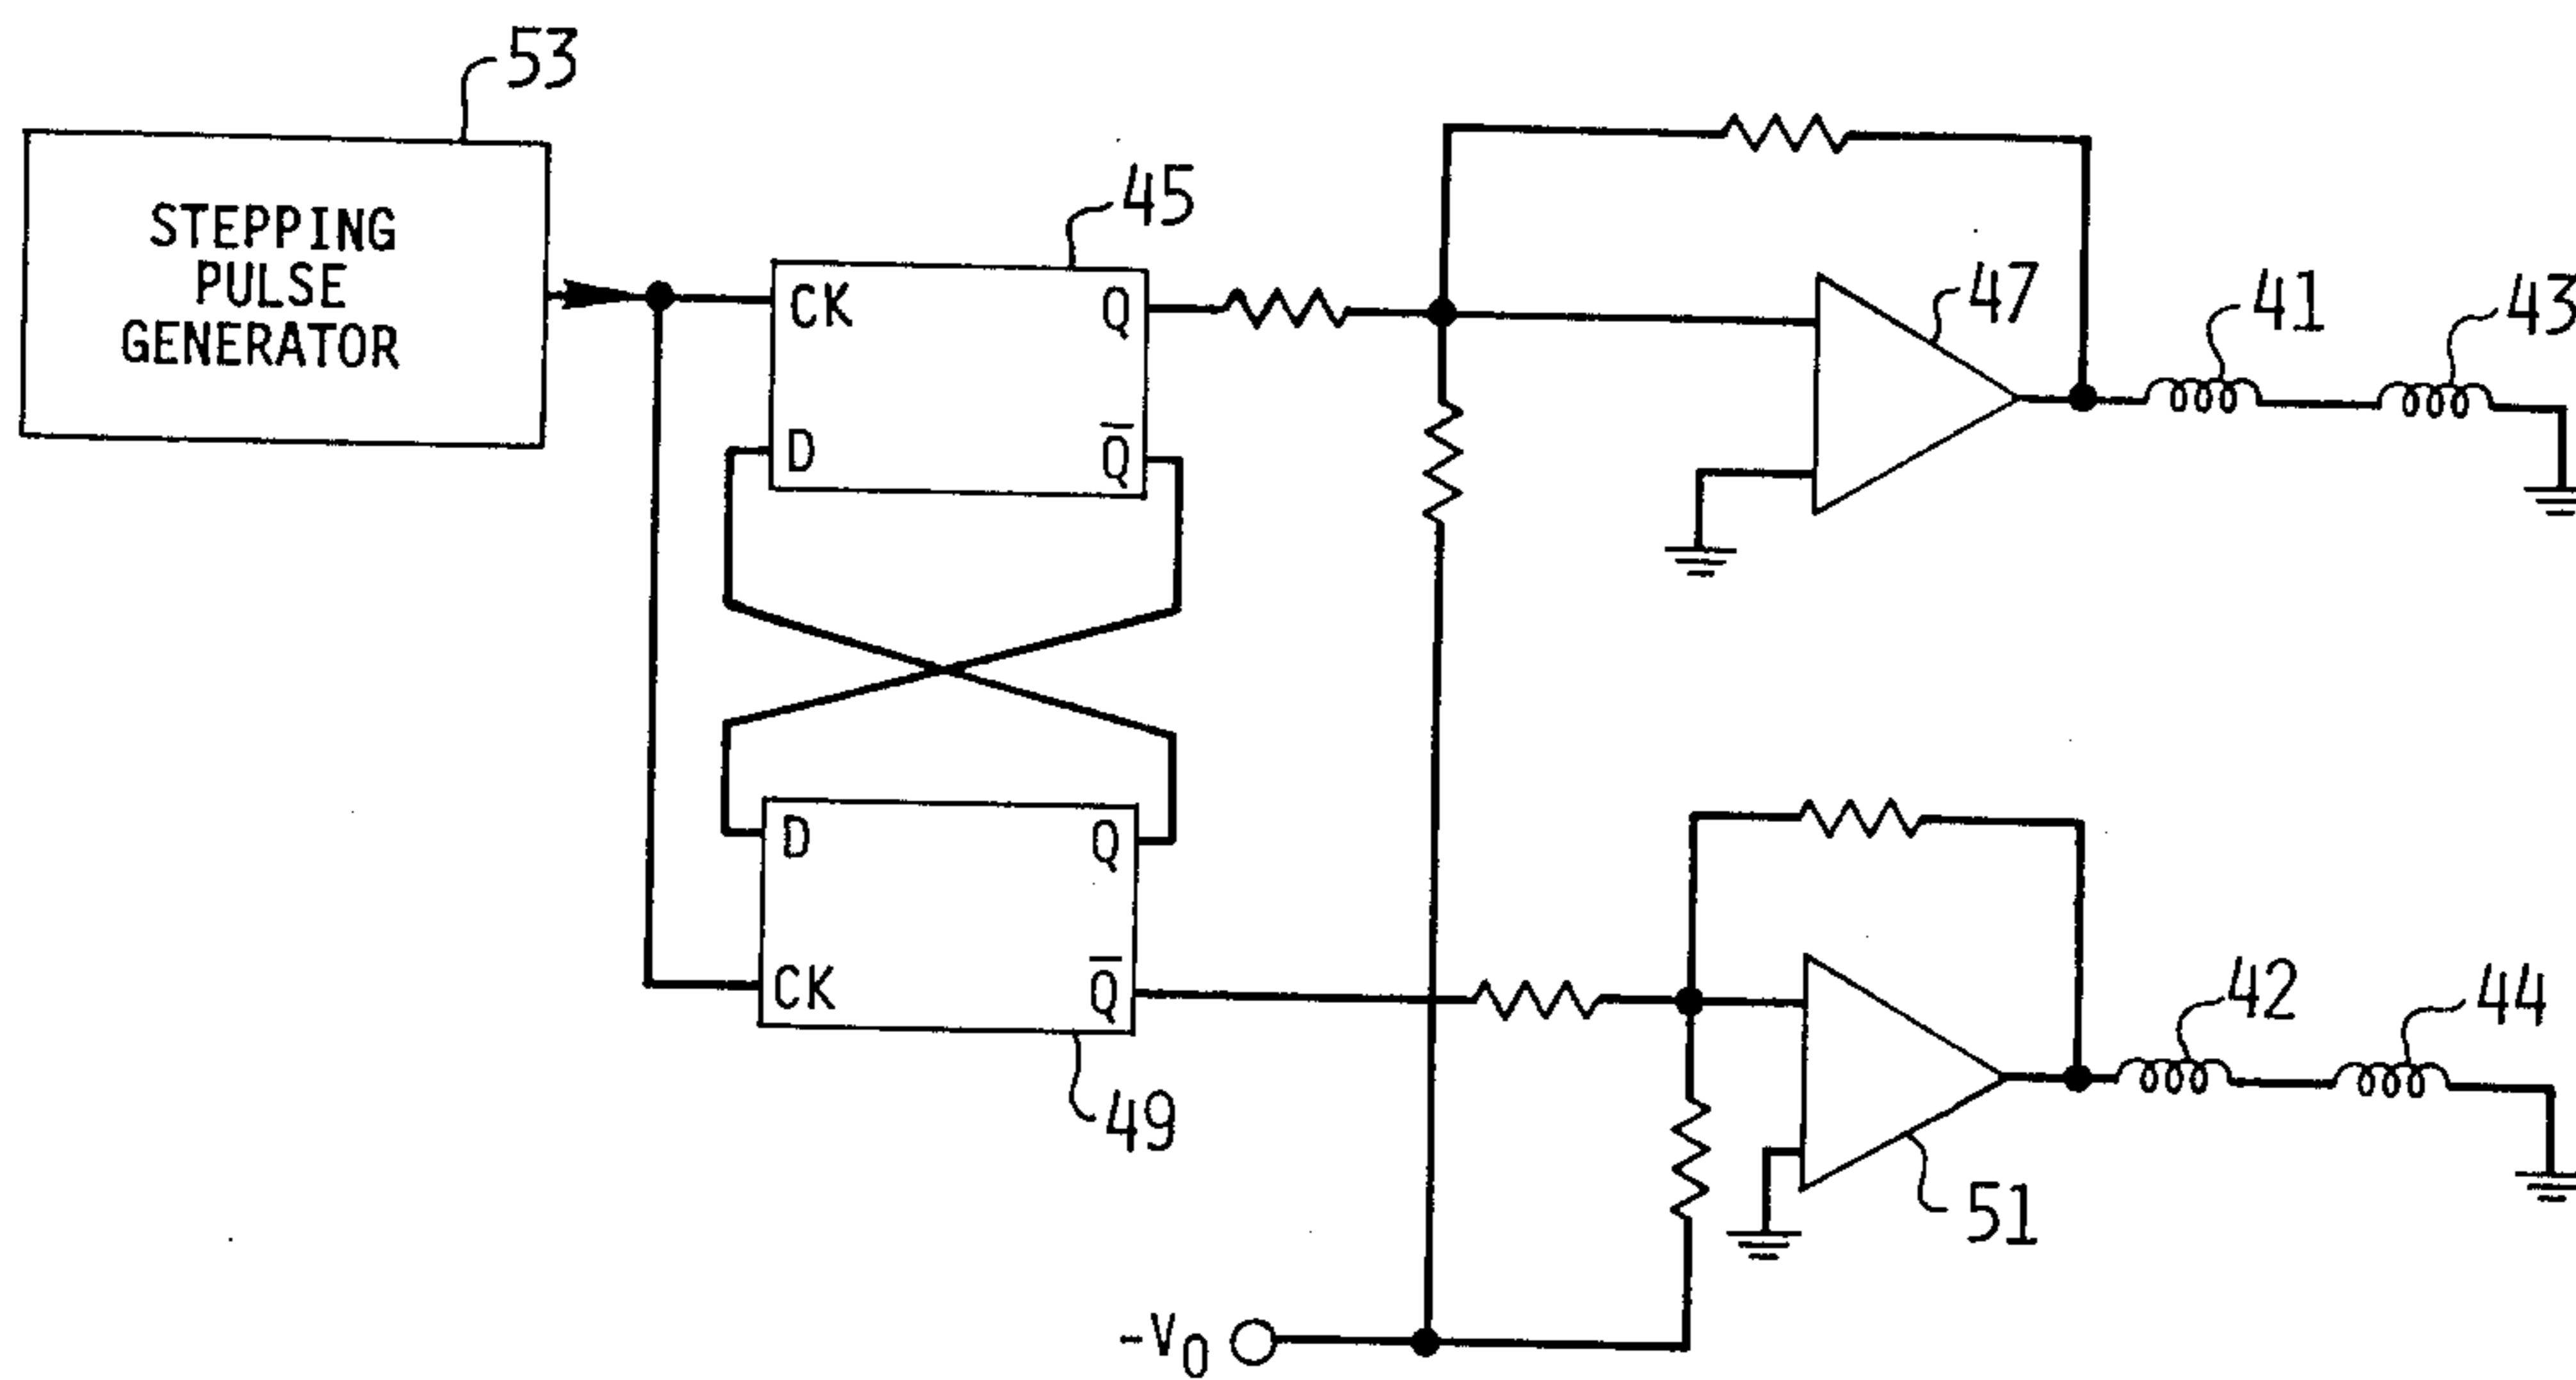 53
STEPPING
PULSE
GENERATOR
45
CK
Q
D
Q̅
47
41
43
D
Q
CK
Q̅
49
42
44
51
-V₀